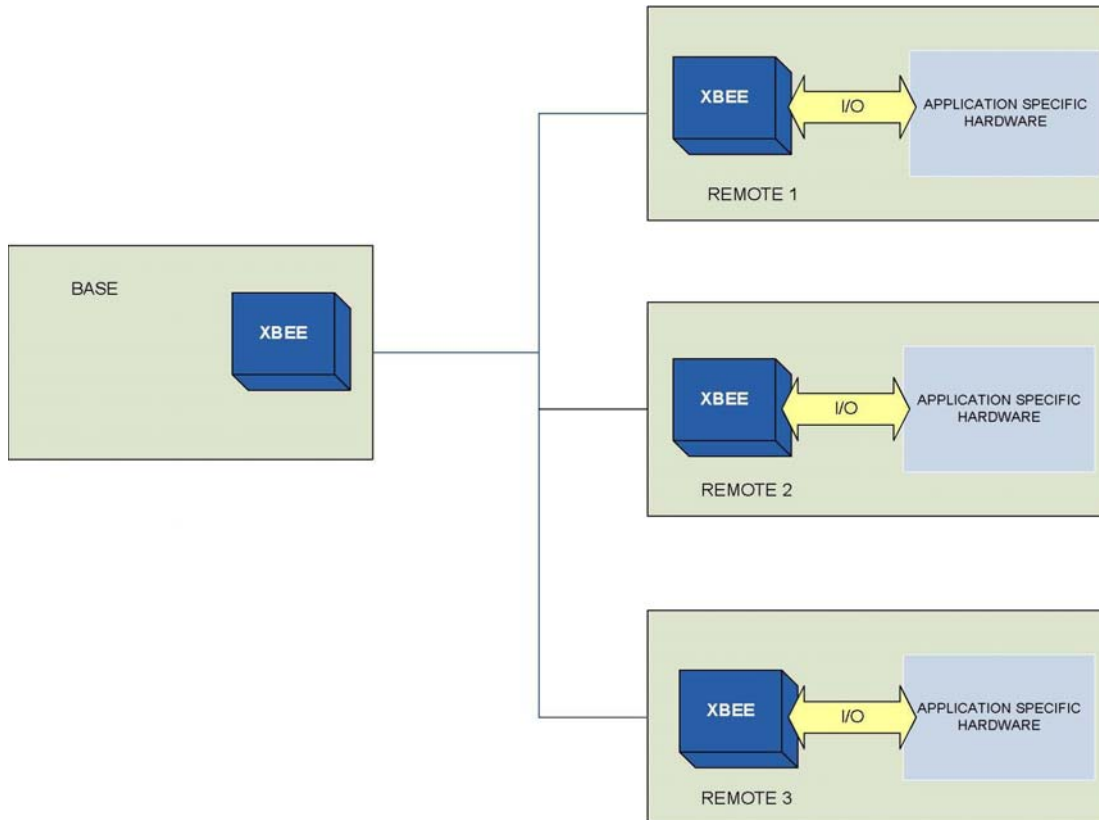 XBEE
I/O
APPLICATION SPECIFIC
HARDWARE
REMOTE 1
BASE
XBEE
XBEE
I/O
APPLICATION SPECIFIC
HARDWARE
REMOTE 2
XBEE
I/O
APPLICATION SPECIFIC
HARDWARE
REMOTE 3